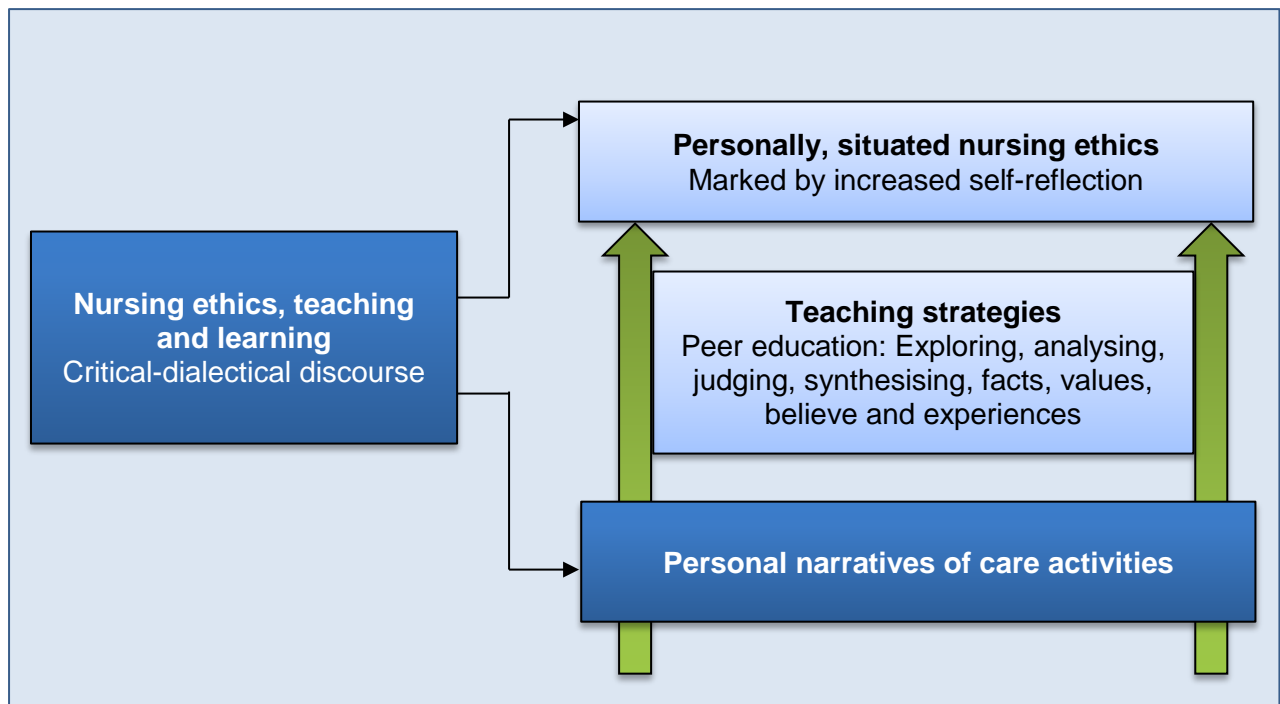 Personally, situated nursing ethics
Marked by increased self-reflection
Nursing ethics, teaching
and learning
Critical-dialectical discourse
Teaching strategies
Peer education: Exploring, analysing,
judging, synthesising, facts, values,
believe and experiences
Personal narratives of care activities